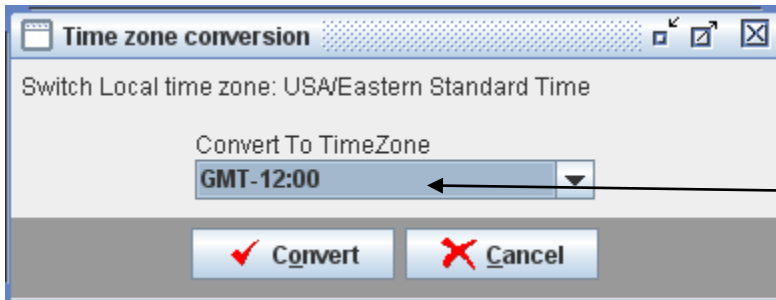 Time zone conversion
Switch Local time zone: USA/Eastern Standard Time
Convert To TimeZone
GMT-12:00
Convert Cancel